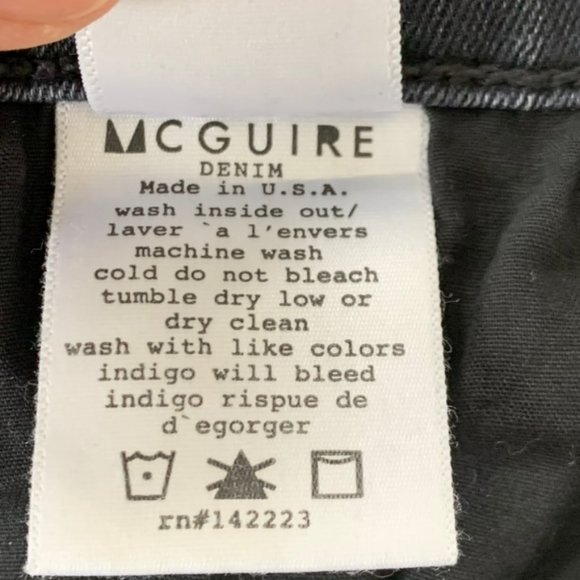 MCGUIRE
DENIM
Made in U.S.A.
wash inside out/
laver `a l'envers
machine wash
cold do not bleach
tumble dry low or
dry clean
wash with like colors
indigo will bleed
indigo rispue de
d`egorger
rn#142223